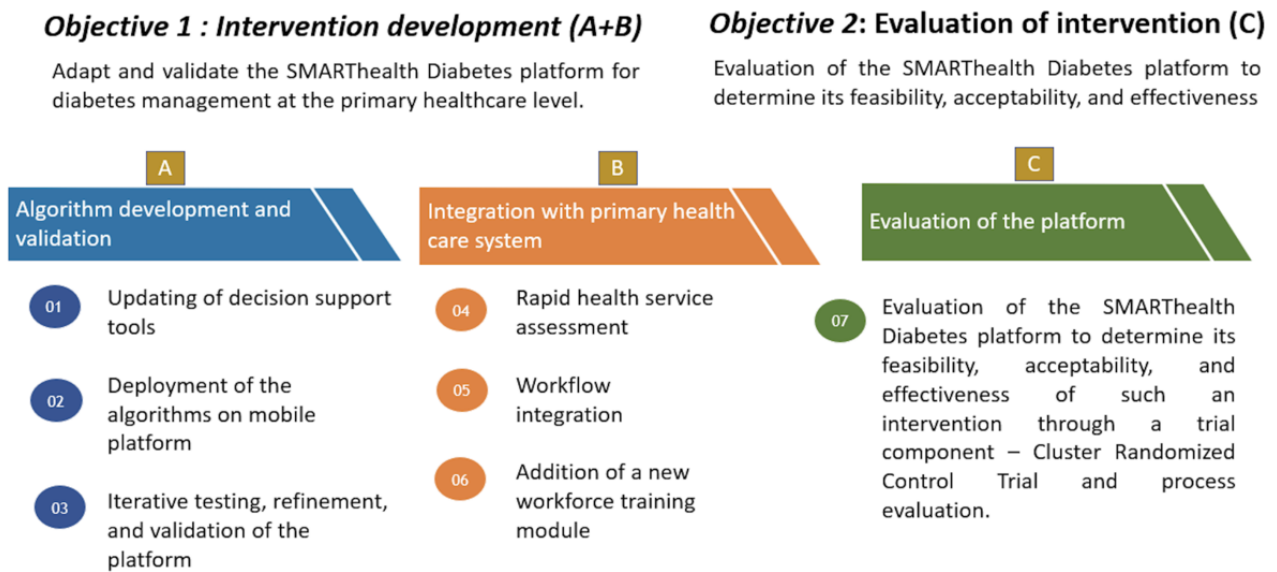 Objective 1 : Intervention development (A+B)
Adapt and validate the SMARThealth Diabetes platform for
diabetes management at the primary healthcare level.
Objective 2: Evaluation of intervention (C)
Evaluation of the SMARThealth Diabetes platform to
determine its feasibility, acceptability, and effectiveness
A
Algorithm development and
validation
01
Updating of decision support
tools
02
Deployment of the
algorithms on mobile
platform
03
Iterative testing, refinement,
and validation of the
platform
B
Integration with primary health
care system
04
Rapid health service
assessment
05
Workflow
integration
06
Addition of a new
workforce training
module
C
Evaluation of the platform
07
Evaluation of the SMARThealth
Diabetes platform to determine its
feasibility, acceptability, and
effectiveness of such an
intervention through a trial
component – Cluster Randomized
Control Trial and process
evaluation.